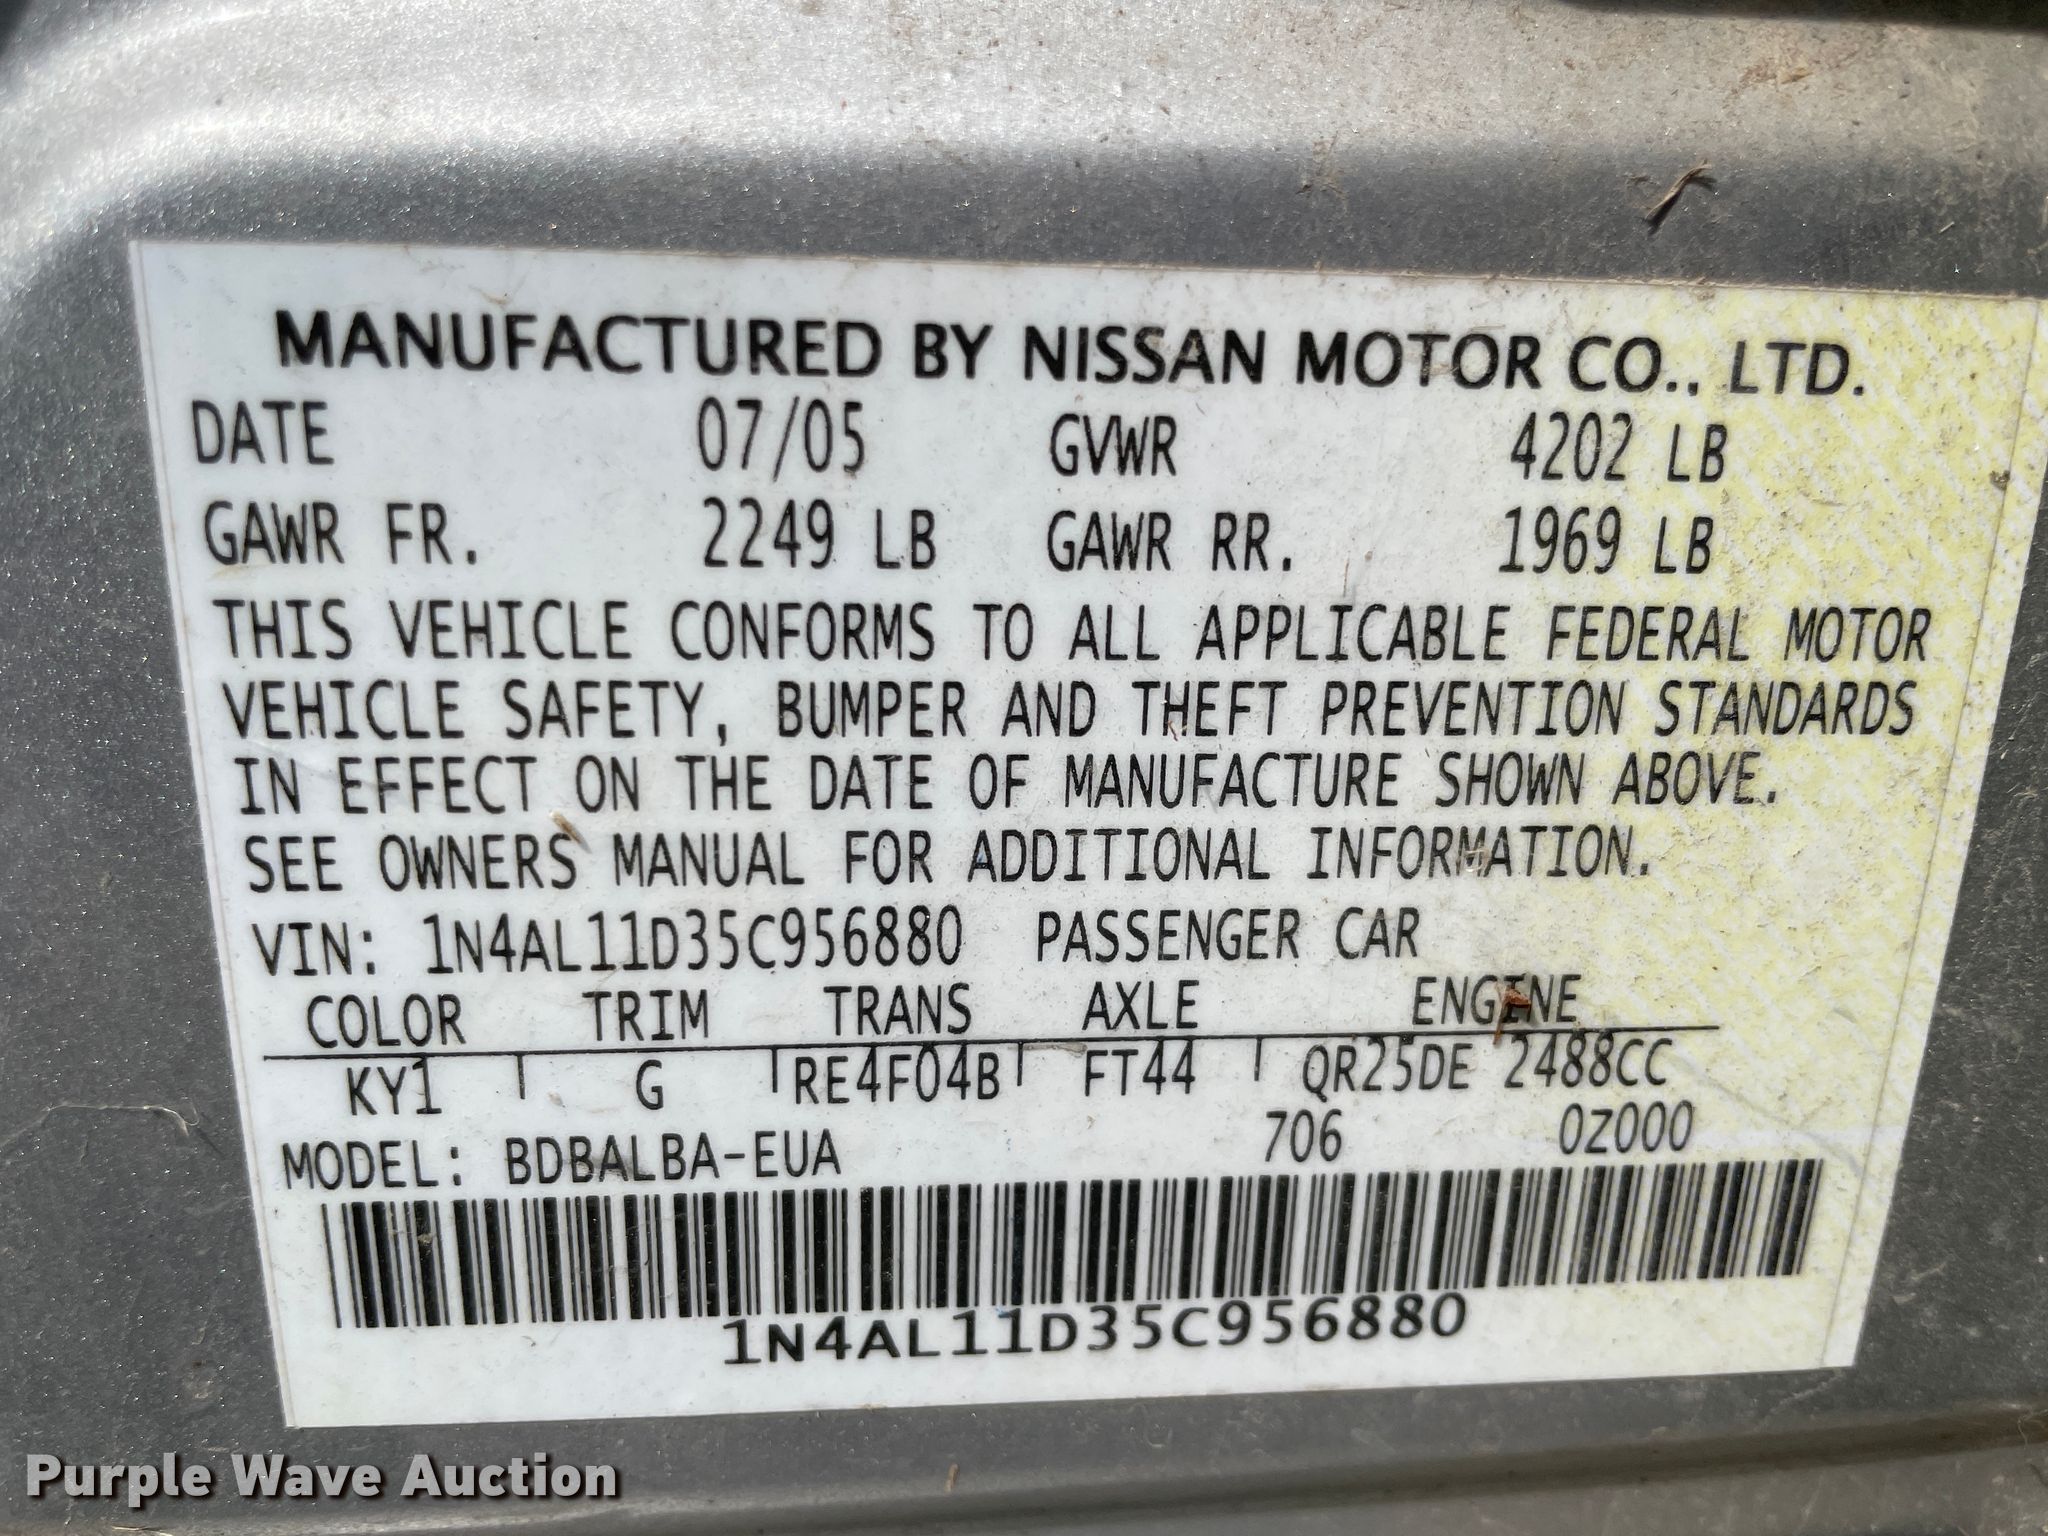 MANUFACTURED BY NISSAN MOTOR CO., LTD.
DATE 07/05 GVWR 4202 LB
GAWR FR. 2249 LB GAWR RR. 1969 LB
THIS VEHICLE CONFORMS TO ALL APPLICABLE FEDERAL MOTOR
VEHICLE SAFETY, BUMPER AND THEFT PREVENTION STANDARDS
IN EFFECT ON THE DATE OF MANUFACTURE SHOWN ABOVE.
SEE OWNERS MANUAL FOR ADDITIONAL INFORMATION.
VIN: 1N4AL11D35C956880 PASSENGER CAR
COLOR TRIM TRANS AXLE ENGINE
KY1 G RE4F04B FT44 QR25DE 2488CC
706 0Z000
MODEL: BDBALBA-EUA
1N4AL11D35C956880
Purple Wave Auction